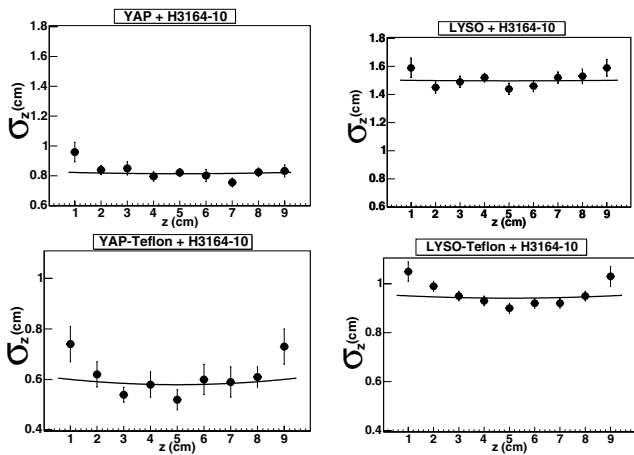 YAP + H3164-10
1.8
1.6
1.4
1.2
1
0.8
0.6
σz(cm)
1 2 3 4 5 6 7 8 9
z (cm)
LYSO + H3164-10
1.8
1.6
1.4
1.2
1
0.8
0.6
σz(cm)
1 2 3 4 5 6 7 8 9
z (cm)
YAP-Teflon + H3164-10
1
0.8
0.6
0.4
σz(cm)
1 2 3 4 5 6 7 8 9
z (cm)
LYSO-Teflon + H3164-10
1
0.8
0.6
0.4
σz(cm)
1 2 3 4 5 6 7 8 9
z (cm)